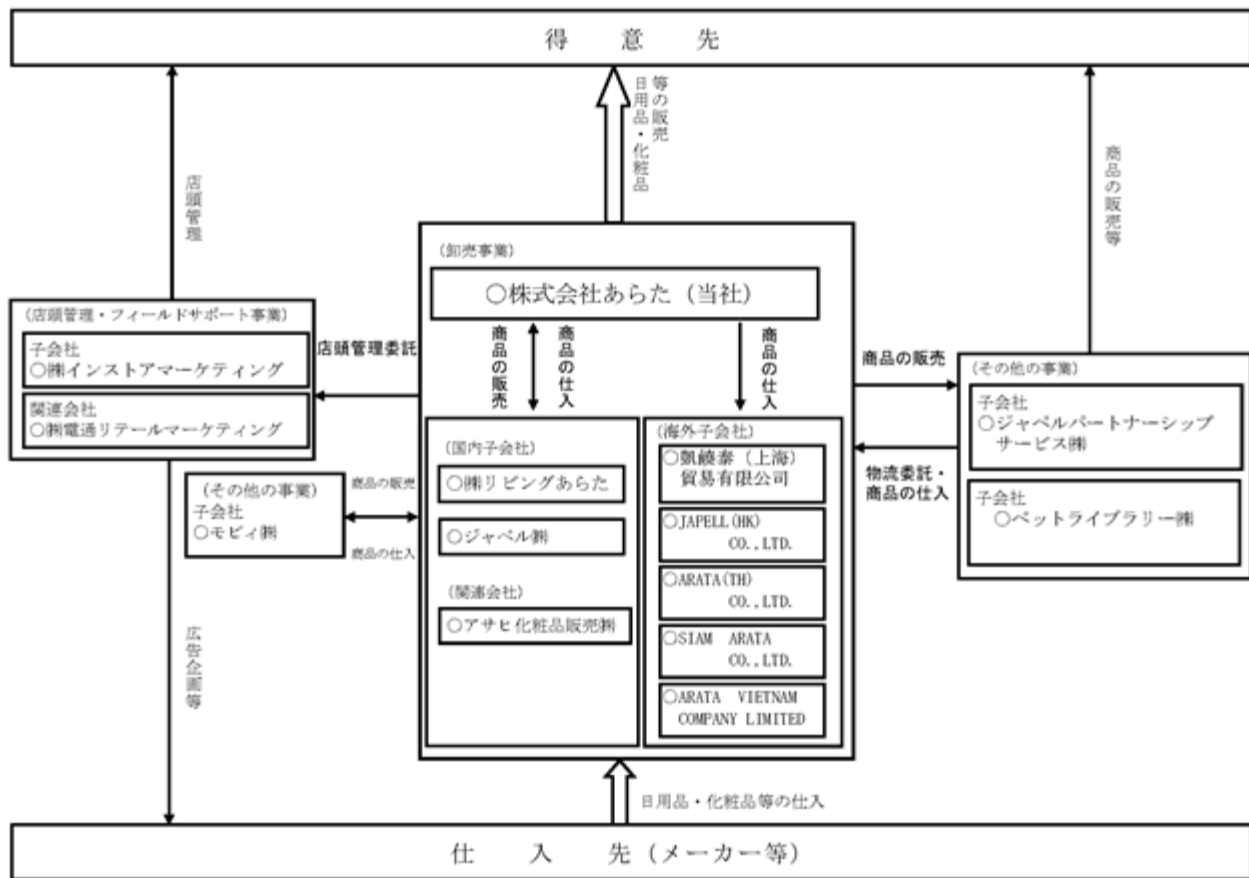 得意先
日用品・化粧品
等の販売
店頭管理
商品の販売等
(卸売事業)
○株式会社あらた(当社)
(店頭管理・フィールドサポート事業)
子会社
○㈱インストアマーケティング
関連会社
○㈱電通リテールマーケティング
店頭管理委託
商品の販売
商品の仕入
商品の仕入
商品の販売
物流委託・
商品の仕入
(その他の事業)
子会社
○ジャペルパートナーシップ
サービス㈱
子会社
○ペットライブラリー㈱
(その他の事業)
子会社
○モビィ㈱
商品の販売
商品の仕入
(国内子会社)
○㈱リビングあらた
○ジャペル㈱
(関連会社)
○アサヒ化粧品販売㈱
(海外子会社)
○凱饒泰(上海)
貿易有限公司
○JAPELL(HK)
CO.,LTD.
○ARATA(TH)
CO.,LTD.
○SIAM ARATA
CO.,LTD.
○ARATA VIETNAM
COMPANY LIMITED
広告企画等
日用品・化粧品等の仕入
仕入先(メーカー等)